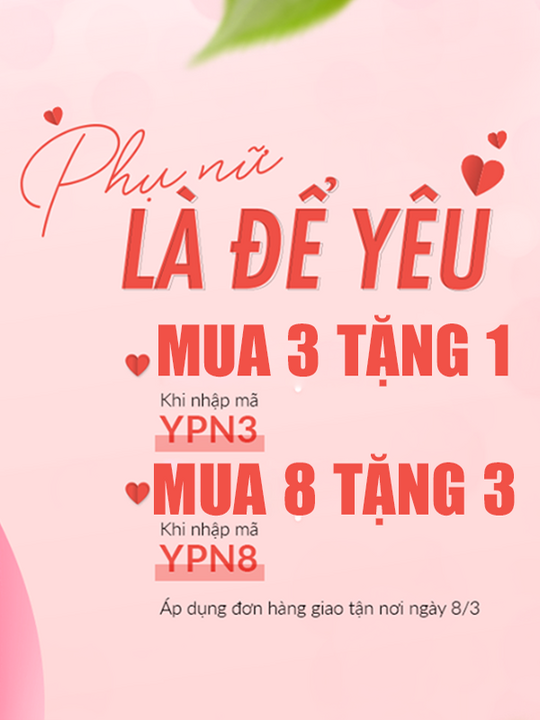 Phụ nữ
LÀ ĐỂ YÊU
MUA 3 TẶNG 1
Khi nhập mã
YPN3
MUA 8 TẶNG 3
Khi nhập mã
YPN8
Áp dụng đơn hàng giao tận nơi ngày 8/3